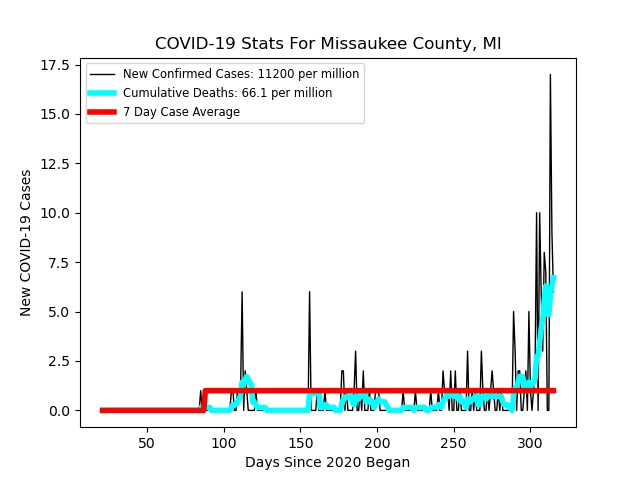 COVID-19 Stats For Missaukee County, MI
New Confirmed Cases: 11200 per million
Cumulative Deaths: 66.1 per million
7 Day Case Average
New COVID-19 Cases
17.5
15.0
12.5
10.0
7.5
5.0
2.5
0.0
50 100 150 200 250 300
Days Since 2020 Began